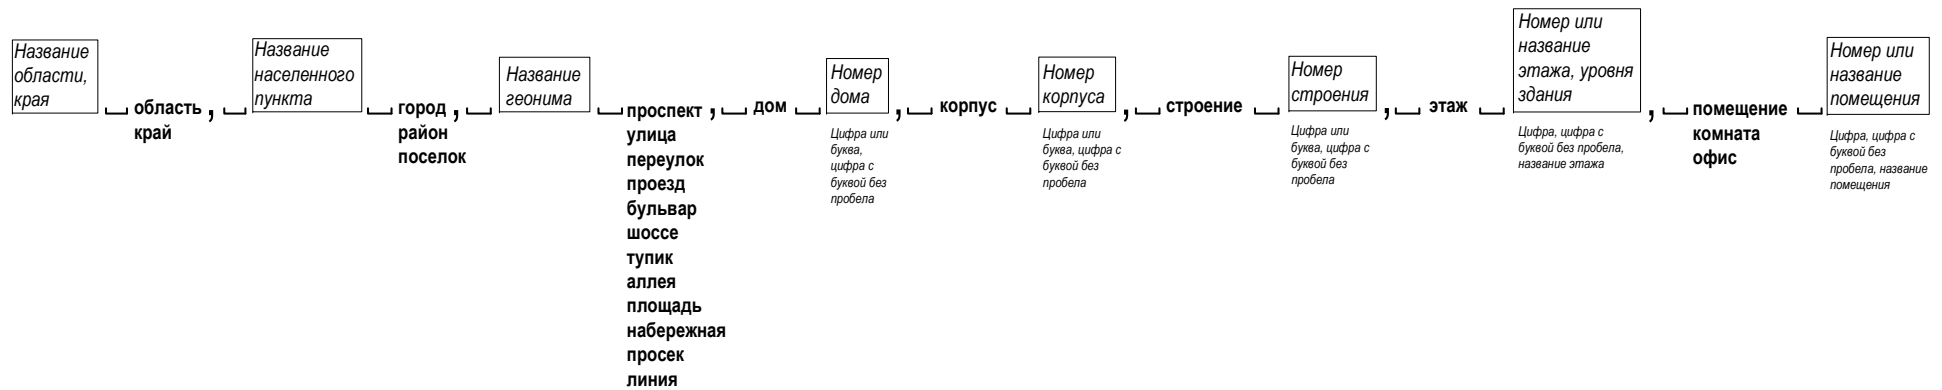 Название
области,
края
область,
край
Название
населенного
пункта
город,
район
поселок
Название
геонима
проспект,
улица
переулок
проезд
бульвар
шоссе
тупик
аллея
площадь
набережная
просек
линия
дом
Номер
дома
Цифра или
буква,
цифра с
буквой без
пробела
, корпус
Номер
корпуса
Цифра или
буква, цифра с
буквой без
пробела
, строение
Номер
строения
Цифра или
буква, цифра с
буквой без
пробела
, этаж
Номер или
название
этажа, уровня
здания
Цифра, цифра с
буквой без пробела,
название этажа
, помещение
комната
офис
Номер или
название
помещения
Цифра, цифра с
буквой без
пробела, название
помещения